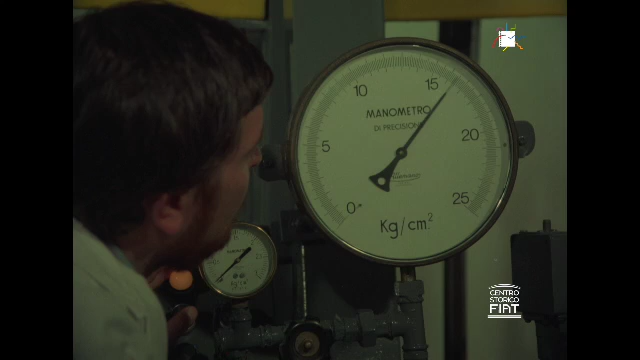 15
10
MANOMETRO
DI PRECISIONE
20
5
25
0
Kg/cm²
CENTRO
STORICO
FIAT